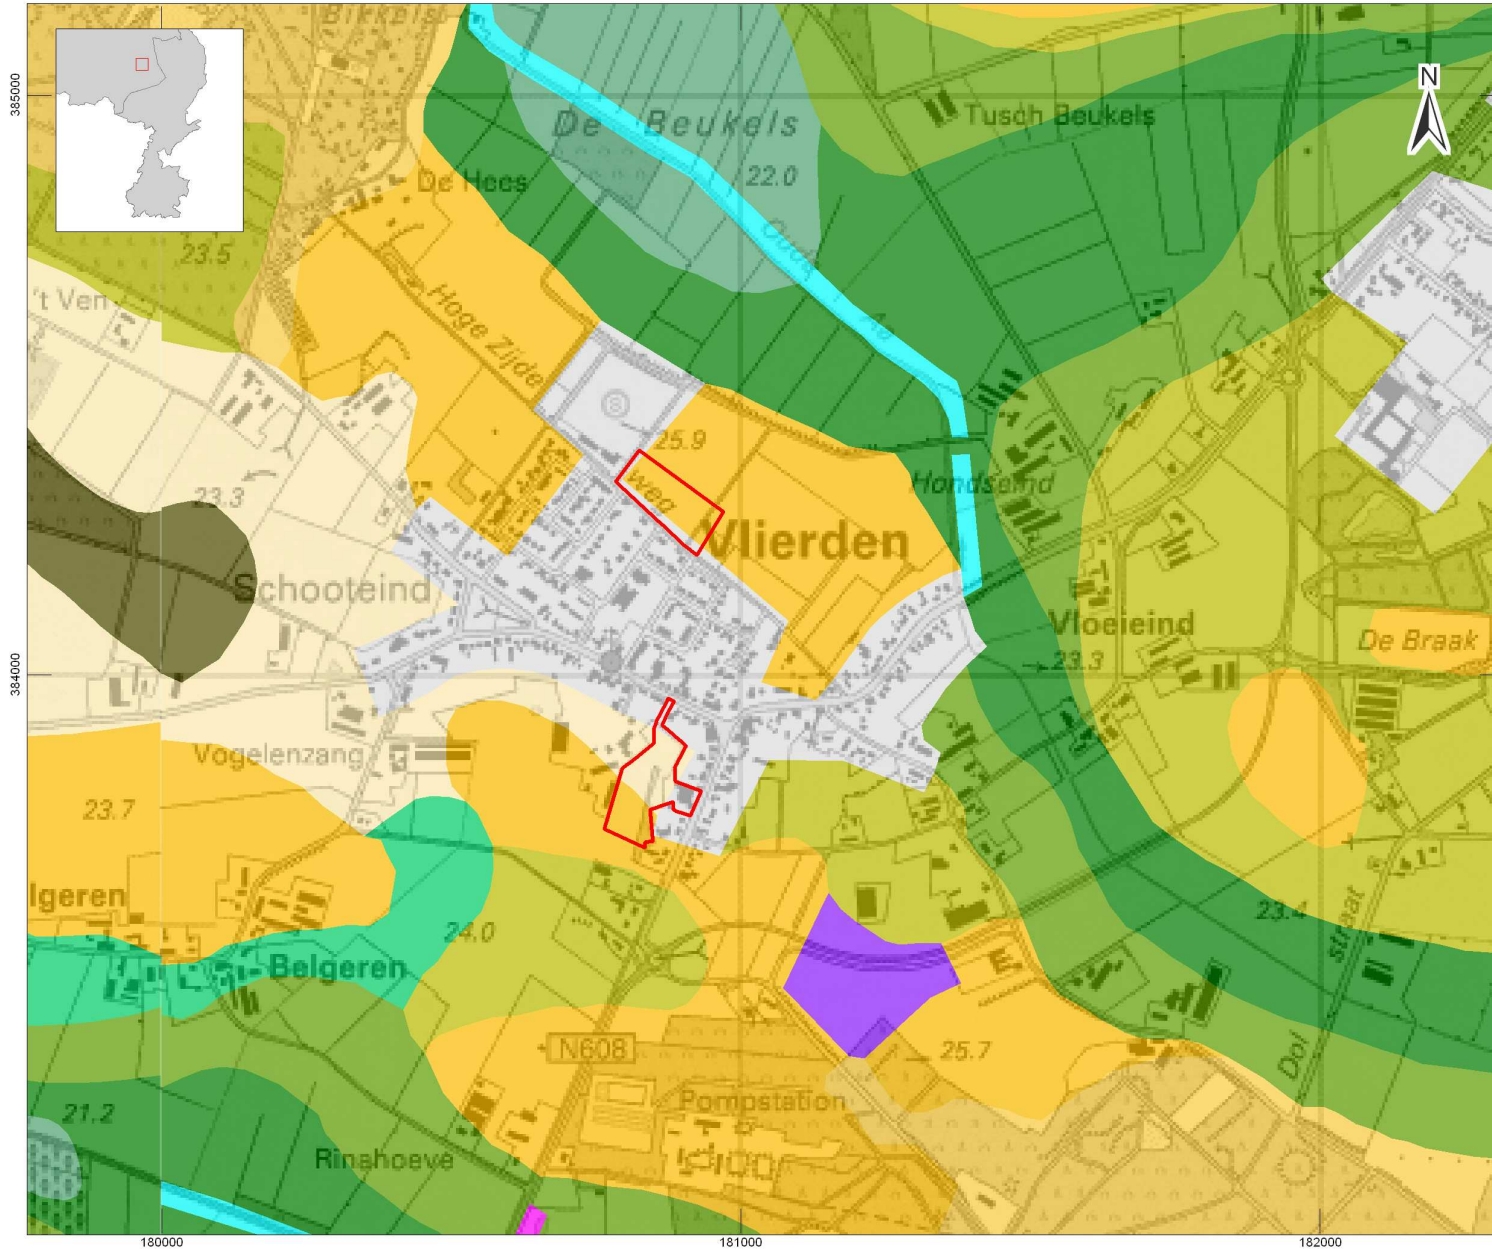 385000
384000
180000
181000
182000
N
De Beukels
22.0
Tusch Beukels
De Hees
23.5
't Ven
Hoge Zijde
25.9
weg
Aa
23.3
Vlierden
Schooteind
Vloeieind
23.3
De Braak
Vogelenzang
23.7
Belgeren
lgeren
24.0
23.4
straat
Dol
N608
25.7
Pompstation
21.2